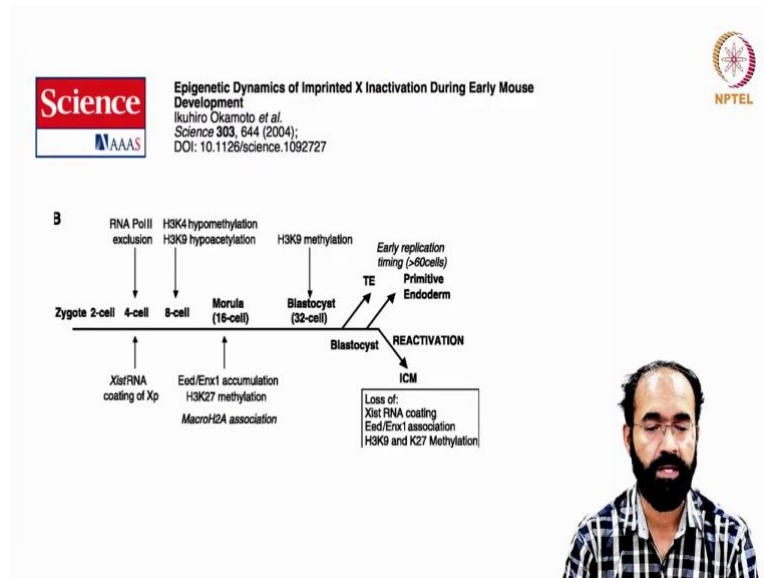 NPTEL
Science
AAAS
Epigenetic Dynamics of Imprinted X Inactivation During Early Mouse
Development
Ikuhiro Okamoto et al.
Science 303, 644 (2004);
DOI: 10.1126/science.1092727
B
RNA PolII
exclusion
H3K4 hypomethylation
H3K9 hypoacetylation
H3K9 methylation
Early replication
timing (>60cells)
TE
Primitive
Endoderm
Zygote 2-cell 4-cell 8-cell
Morula
(16-cell)
Blastocyst
(32-cell)
Blastocyst
REACTIVATION
ICM
Xist RNA
coating of Xp
Eed/Enx1 accumulation
H3K27 methylation
MacroH2A association
Loss of:
Xist RNA coating
Eed/Enx1 association
H3K9 and K27 Methylation